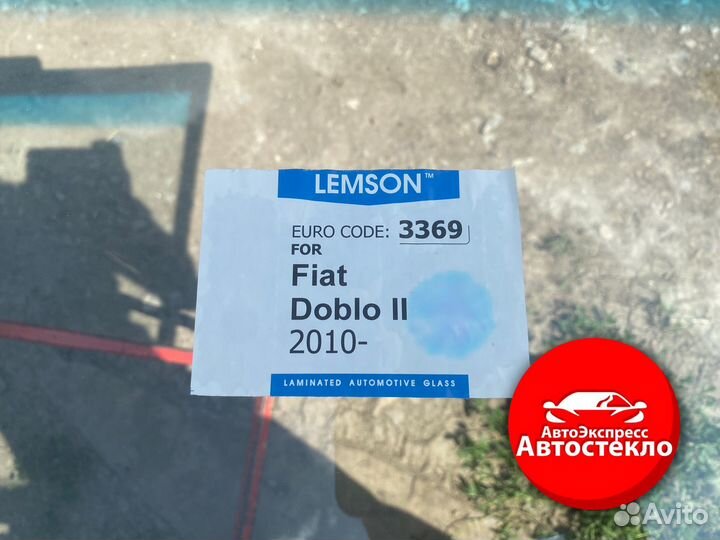 LEMSON™
EURO CODE: 3369
FOR
Fiat
Doblo II
2010-
LAMINATED AUTOMOTIVE GLASS
АвтоЭкспресс
Автостекло
Avito